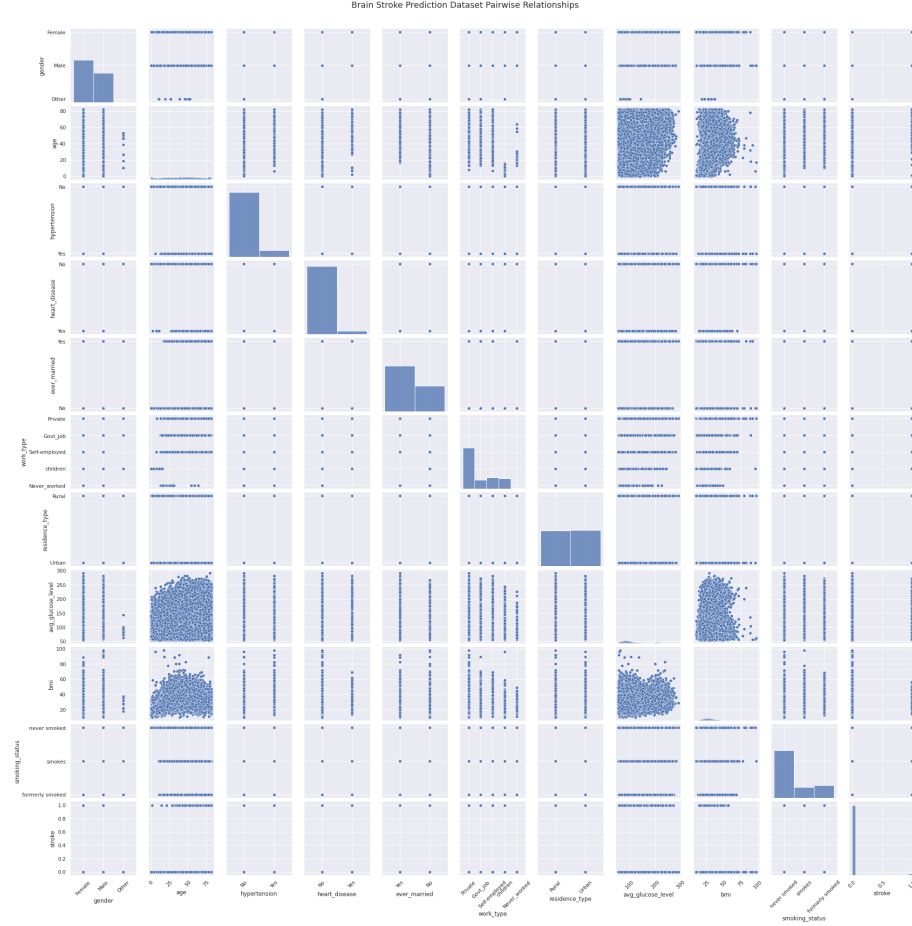 Brain Stroke Prediction Dataset Pairwise Relationships
Female
Male
Other
gender
80
60
40
20
0
age
No
Yes
hypertension
No
Yes
heart_disease
Yes
No
ever_married
Private
Govt_job
Self-employed
children
Never_worked
work_type
Rural
Urban
residence_type
300
250
200
150
100
50
avg_glucose_level
100
80
60
40
20
bmi
never smoked
smokes
formerly smoked
smoking_status
1.0
0.8
0.6
0.4
0.2
0.0
stroke
Female Male Other
gender
0 25 50 75
age
No Yes
hypertension
No Yes
heart_disease
Yes No
ever_married
Private Govt_job Self-employed children Never_worked
work_type
Rural Urban
residence_type
100 200 300
avg_glucose_level
25 50 75 100
bmi
never smoked smokes formerly smoked
smoking_status
0.0 0.5
stroke